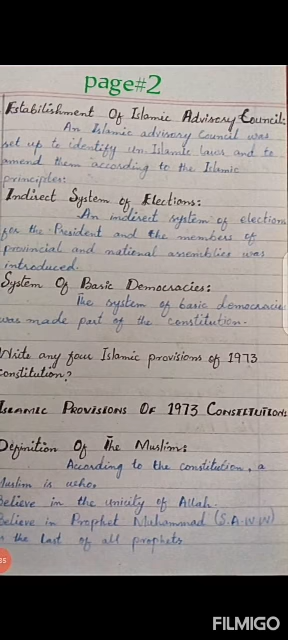 page#2
Estabilishment Of Islamic Advisory Council:
An Islamic advisory Council was
set up to identify un Islamic laws and to
amend them according to the Islamic
principles:
Indirect System of Elections:
An indirect system of elections
for the President and the members of
provincial and national assemblies was
introduced.
System Of Basic Democracies:
The system of basic democracies
was made part of the constitution.
Write any four Islamic provisions of 1973
constitution?
ISLAMIC PROVISIONS OF 1973 CONSTITUTION:
Definition Of The Muslim:
According to the constitution, a
Muslim is who,
Believe in the unicity of Allah.
Believe in Prophet Muhammad (S.A.W.W)
the last of all prophets
35
FILMIGO